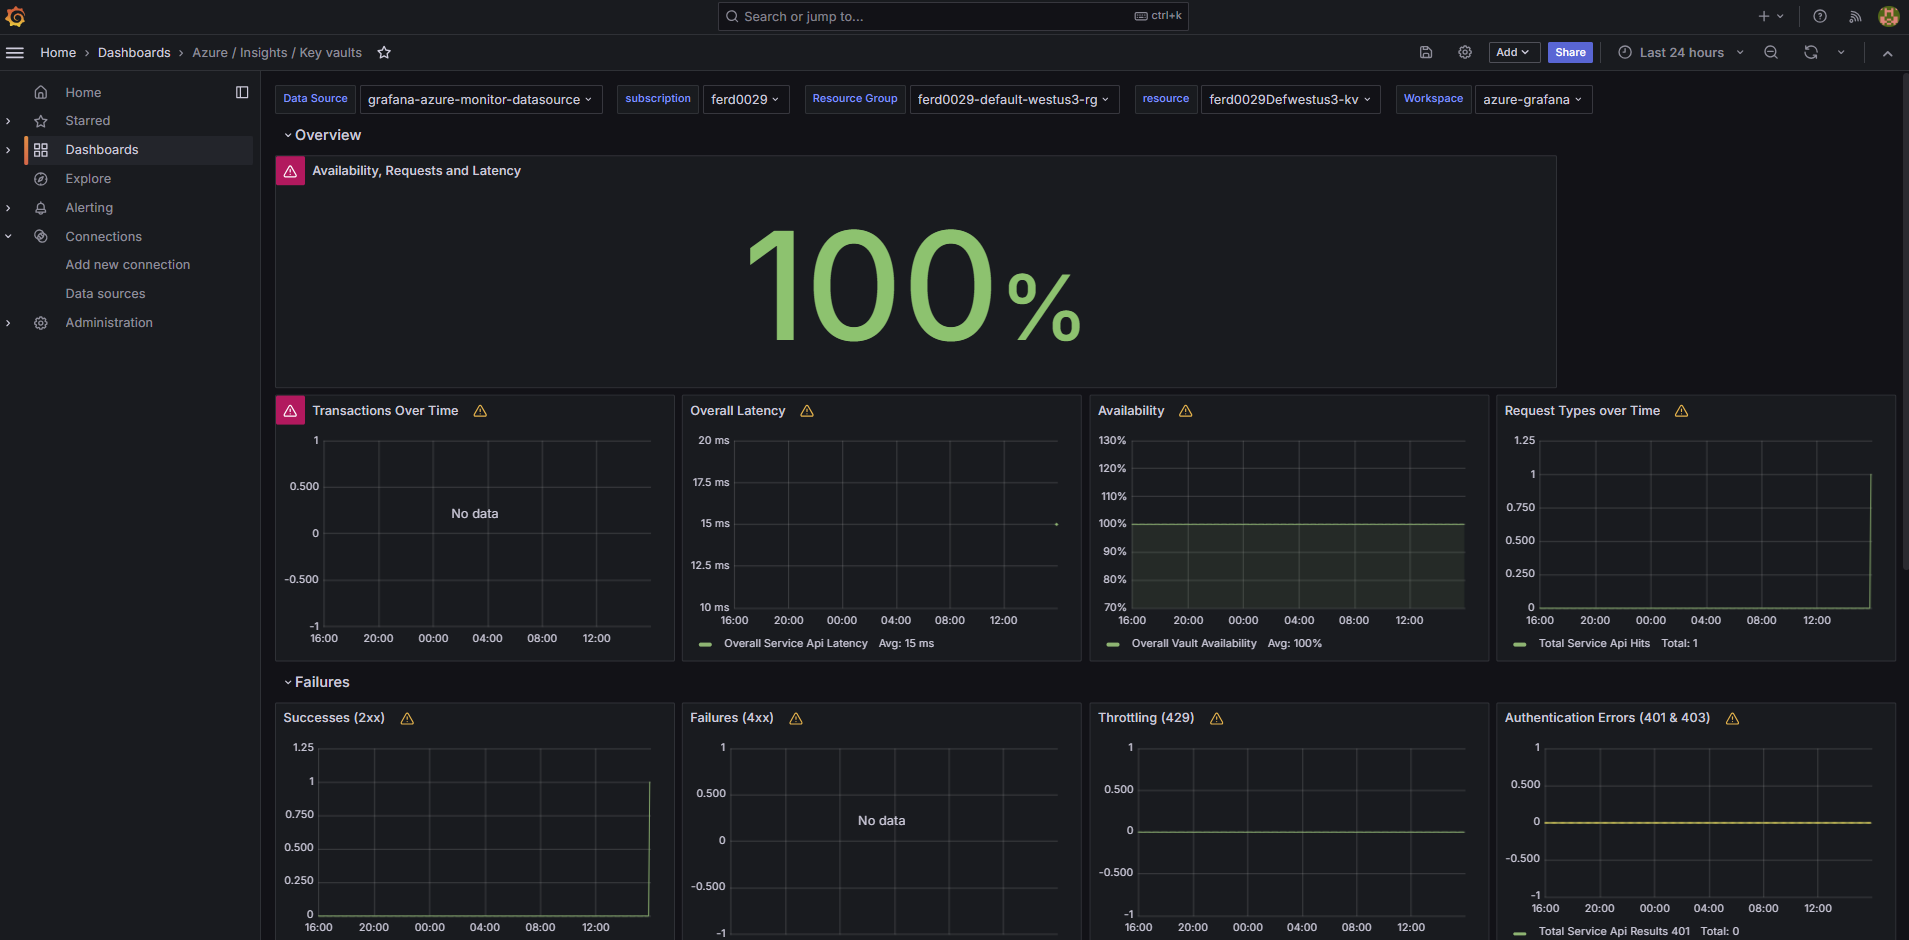 Search or jump to...
ctrl+k
Home › Dashboards › Azure / Insights / Key vaults
Add
Share
Last 24 hours
Home
Starred
Dashboards
Explore
Alerting
Connections
Add new connection
Data sources
Administration
Data Source grafana-azure-monitor-datasource subscription ferd0029 Resource Group ferd0029-default-westus3-rg resource ferd0029Defwestus3-kv Workspace azure-grafana
Overview
Availability, Requests and Latency
100%
Transactions Over Time
1
0.500
0
-0.500
-1
No data
16:00 20:00 00:00 04:00 08:00 12:00
Overall Latency
20 ms
17.5 ms
15 ms
12.5 ms
10 ms
16:00 20:00 00:00 04:00 08:00 12:00
Overall Service Api Latency Avg: 15 ms
Availability
130%
120%
110%
100%
90%
80%
70%
16:00 20:00 00:00 04:00 08:00 12:00
Overall Vault Availability Avg: 100%
Request Types over Time
1.25
1
0.750
0.500
0.250
0
16:00 20:00 00:00 04:00 08:00 12:00
Total Service Api Hits Total: 1
Failures
Successes (2xx)
1.25
1
0.750
0.500
0.250
0
16:00 20:00 00:00 04:00 08:00 12:00
Failures (4xx)
1
0.500
0
-0.500
-1
No data
Throttling (429)
1
0.500
0
-0.500
-1
16:00 20:00 00:00 04:00 08:00 12:00
Authentication Errors (401 & 403)
1
0.500
0
-0.500
-1
16:00 20:00 00:00 04:00 08:00 12:00
Total Service Api Results 401 Total: 0